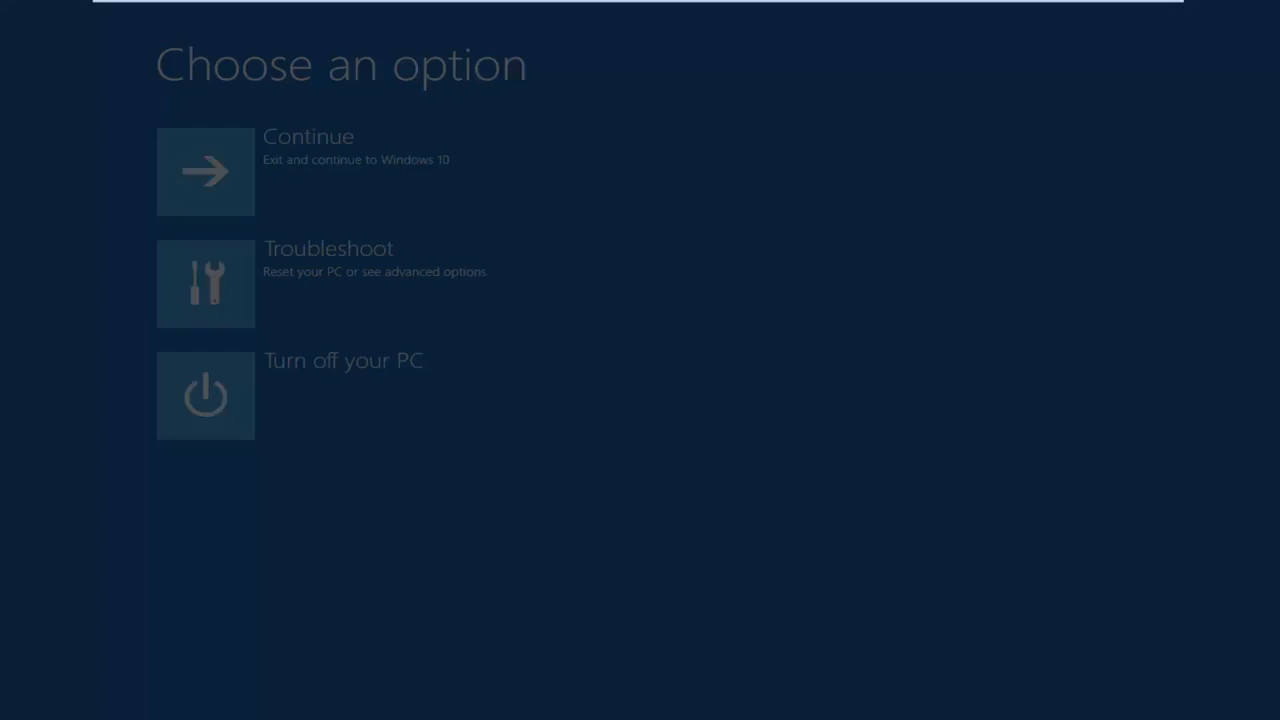 Choose an option
Continue
Exit and continue to Windows 10
Troubleshoot
Reset your PC or see advanced options
Turn off your PC